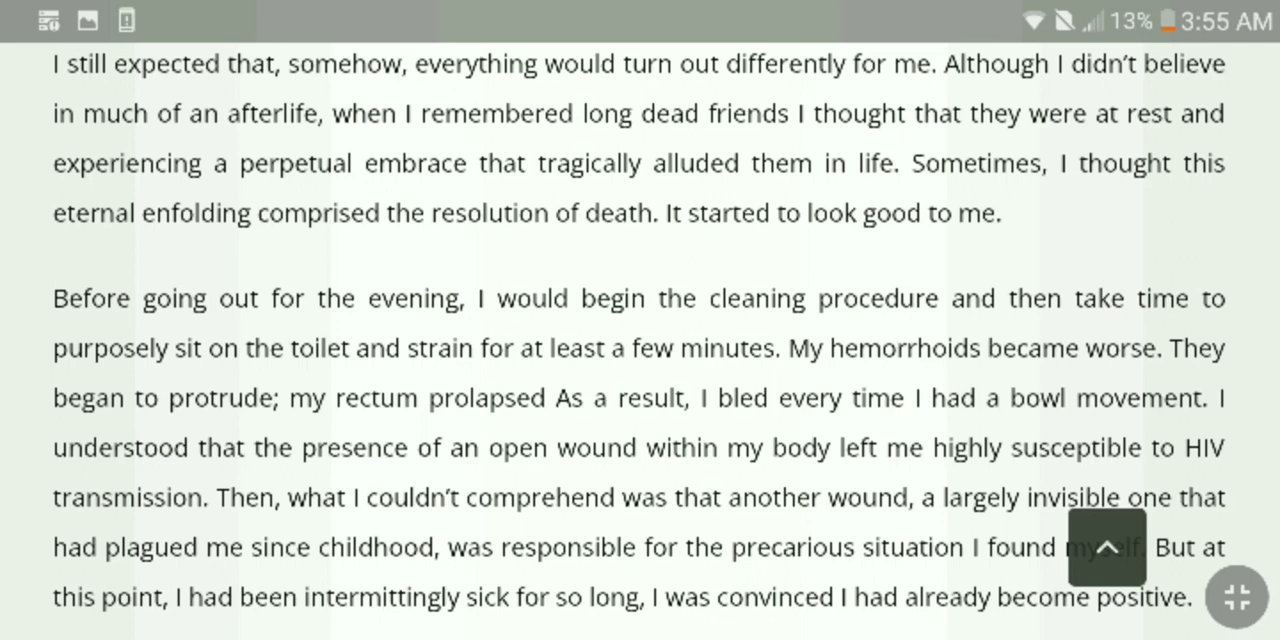 13% 3:55 AM
I still expected that, somehow, everything would turn out differently for me. Although I didn’t believe
in much of an afterlife, when I remembered long dead friends I thought that they were at rest and
experiencing a perpetual embrace that tragically alluded them in life. Sometimes, I thought this
eternal enfolding comprised the resolution of death. It started to look good to me.
Before going out for the evening, I would begin the cleaning procedure and then take time to
purposely sit on the toilet and strain for at least a few minutes. My hemorrhoids became worse. They
began to protrude; my rectum prolapsed As a result, I bled every time I had a bowl movement. I
understood that the presence of an open wound within my body left me highly susceptible to HIV
transmission. Then, what I couldn’t comprehend was that another wound, a largely invisible one that
had plagued me since childhood, was responsible for the precarious situation I found myself. But at
this point, I had been intermittingly sick for so long, I was convinced I had already become positive.